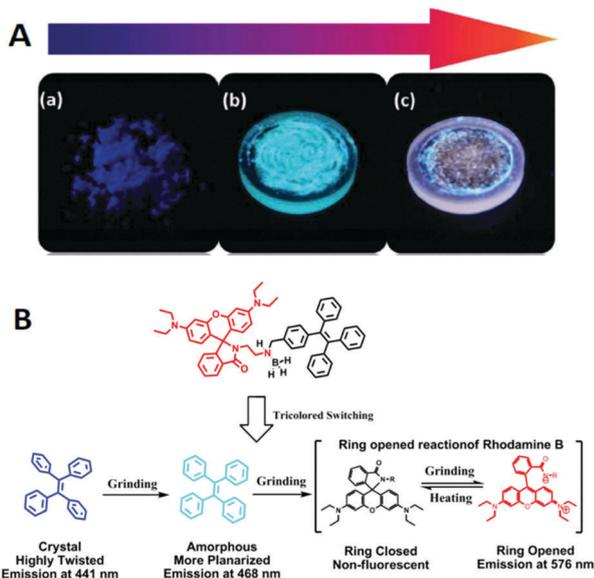 A
(a)
(b)
(c)
B
N
O
N
N
O
H
N
B
H
H
H
Tricolored Switching
Ring opened reactionof Rhodamine B
Grinding
Grinding
Grinding
Heating
O
N-R
N
O
N
O
N-R
N
O
N
Crystal
Highly Twisted
Emission at 441 nm
Amorphous
More Planarized
Emission at 468 nm
Ring Closed
Non-fluorescent
Ring Opened
Emission at 576 nm